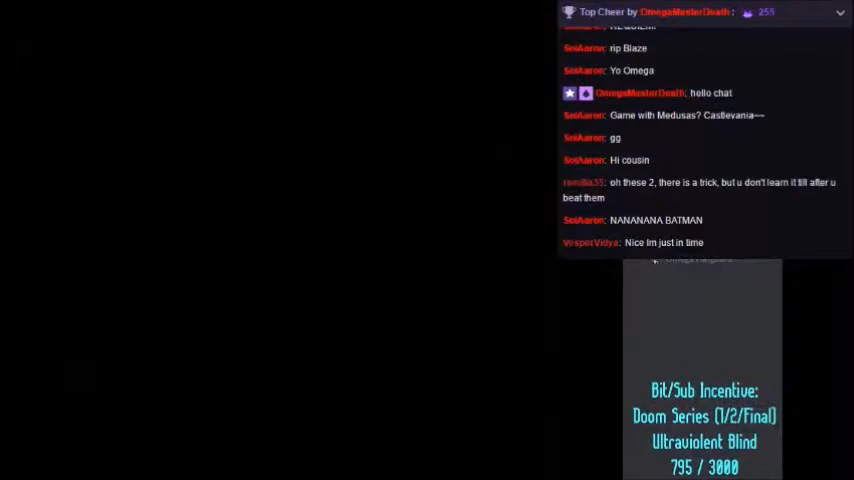 Top Cheer by OmegaMasterDeath : 255
SolAaron: REQUIEM!
SolAaron: rip Blaze
SolAaron: Yo Omega
OmegaMasterDeath: hello chat
SolAaron: Game with Medusas? Castlevania~~
SolAaron: gg
SolAaron: Hi cousin
oh these 2, there is a trick, but u don't learn it till after u
beat them
SolAaron: NANANANA BATMAN
VesperVidya: Nice Im just in time
Bit/Sub Incentive:
Doom Series (1/2/Final)
Ultraviolent Blind
795 / 3000